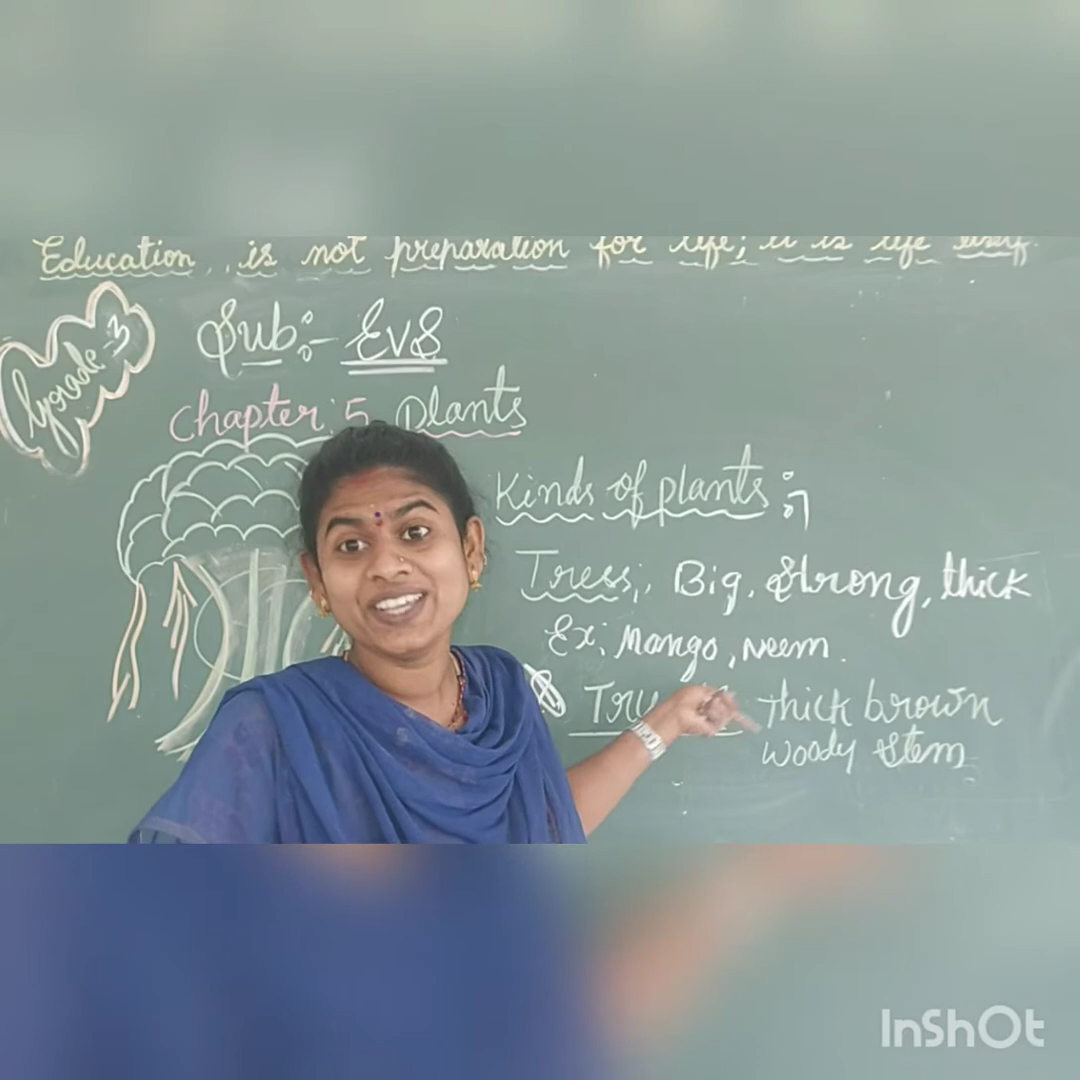 Education is not preparation for life; it is life itself.
Grade-3
Sub:- EVS
Chapter: 5 Plants
Kinds of plants :-
Tress: Big, Strong, thick
Ex: Mango, Neem.
thick brown
woody stem
InShOt